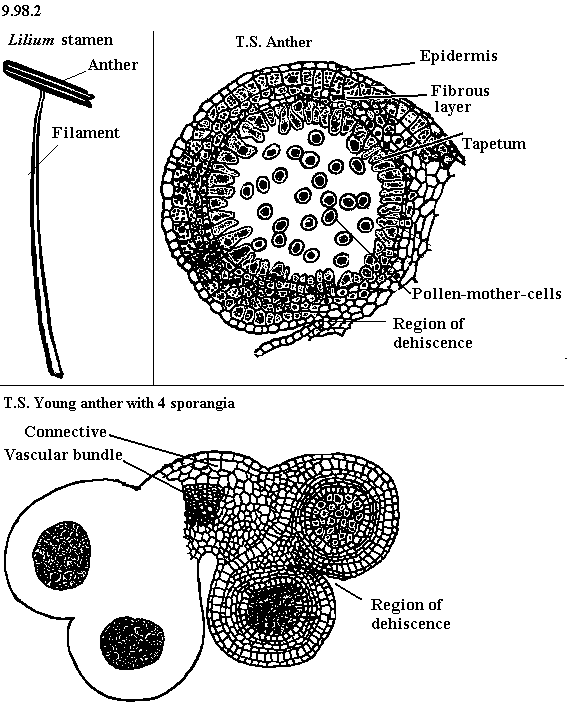 9.98.2
Lilium stamen
Anther
Filament
T.S. Anther
Epidermis
Fibrous
layer
Tapetum
Pollen-mother-cells
Region of
dehiscence
T.S. Young anther with 4 sporangia
Connective
Vascular bundle
Region of
dehiscence